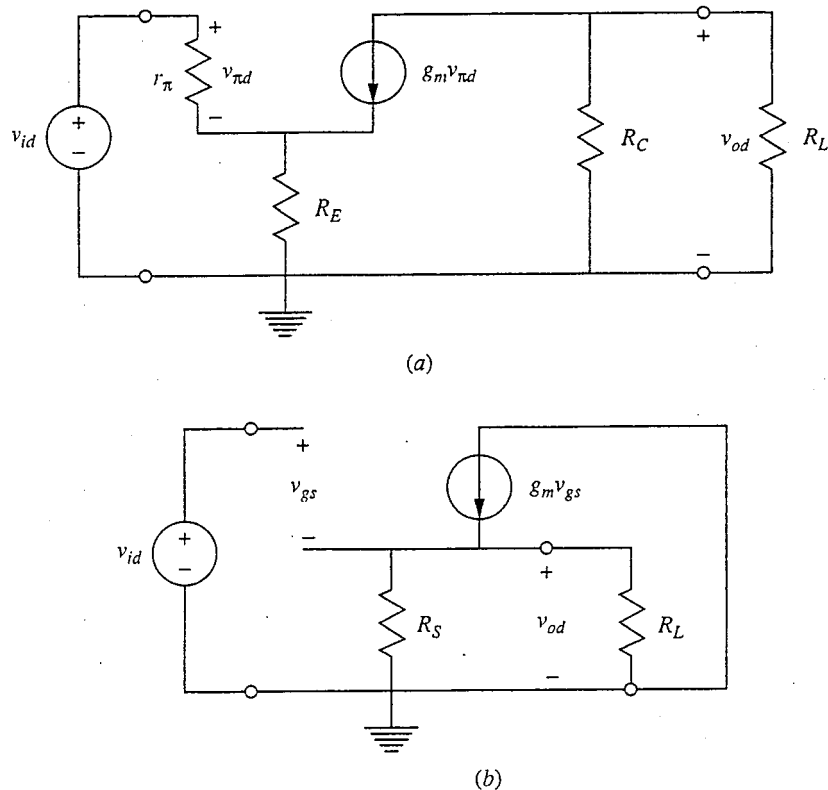 +
r_π
v_πd
−
g_m v_πd
v_id
+
−
R_E
R_C
+
v_od
−
R_L
(a)
+
v_gs
−
g_m v_gs
v_id
+
−
R_S
+
v_od
−
R_L
(b)